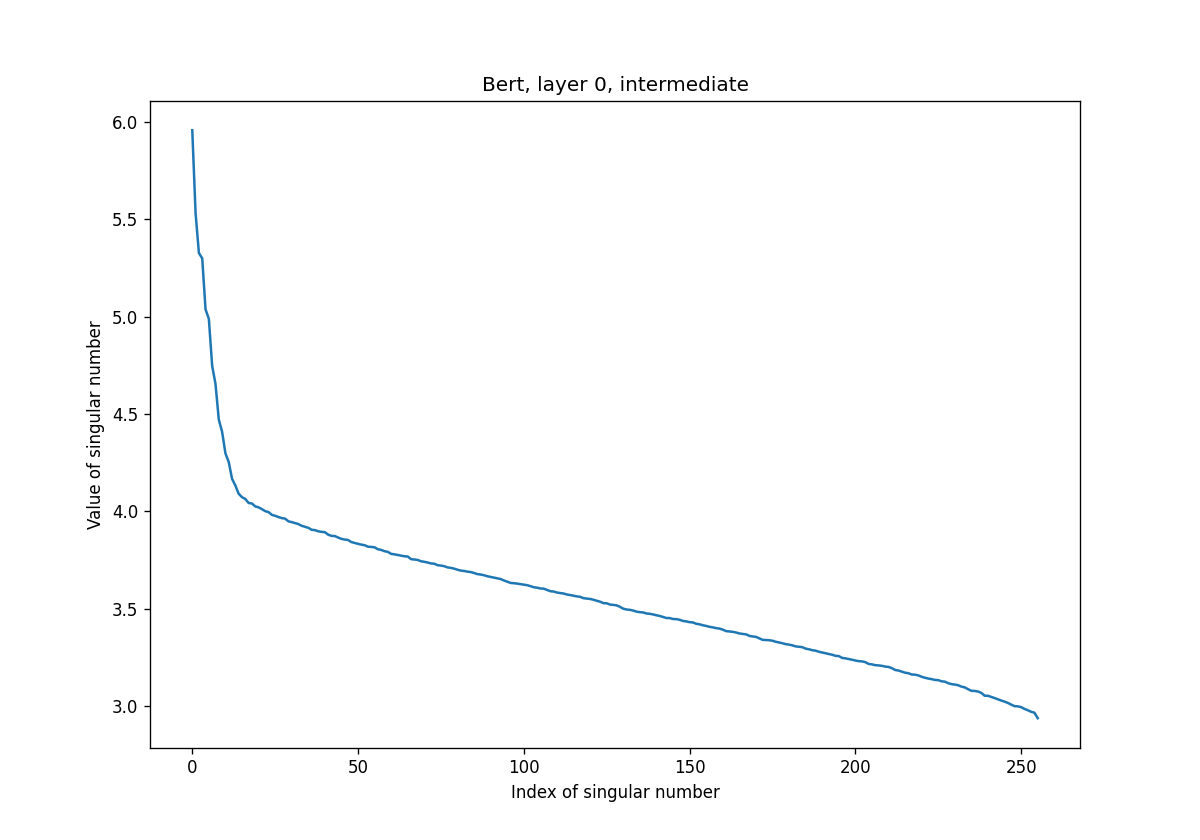 Bert, layer 0, intermediate
6.0
5.5
5.0
4.5
4.0
3.5
3.0
Value of singular number
0 50 100 150 200 250
Index of singular number